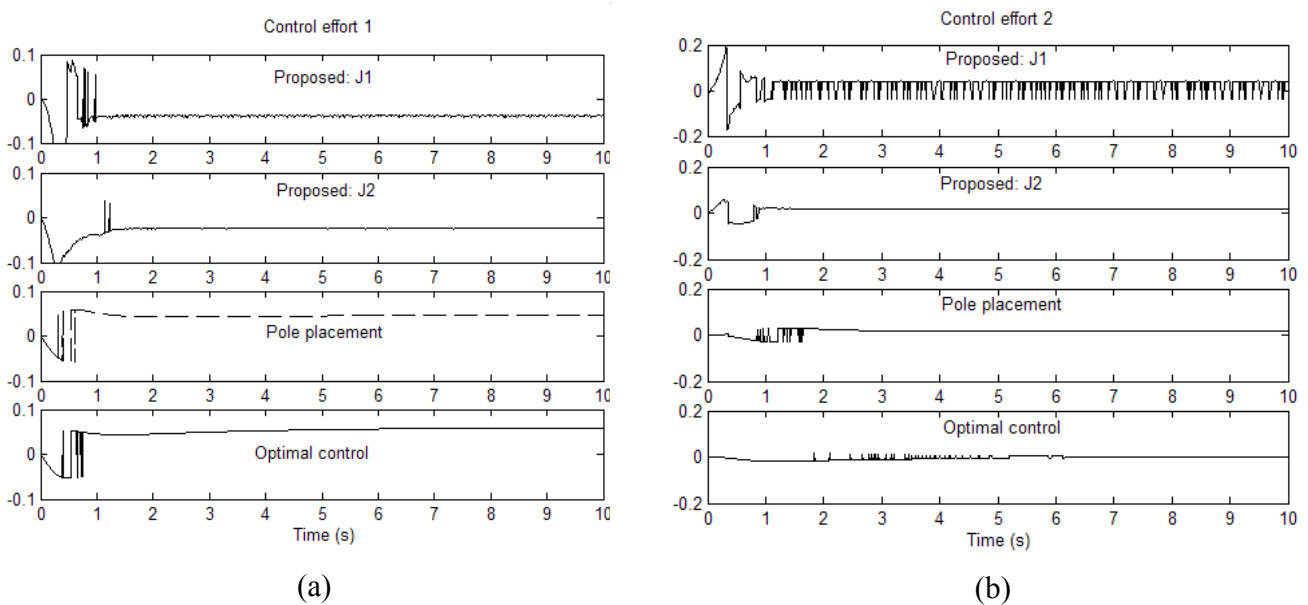 Control effort 1
0.1
Proposed: J1
0
-0.1
0 1 2 3 4 5 6 7 8 9 10
0.1
Proposed: J2
0
-0.1
0 1 2 3 4 5 6 7 8 9 10
0.1
0
Pole placement
-0.1
0 1 2 3 4 5 6 7 8 9 10
0.1
0
Optimal control
-0.1
0 1 2 3 4 5 6 7 8 9 10
Time (s)
(a)
Control effort 2
0.2
Proposed: J1
0
-0.2
0 1 2 3 4 5 6 7 8 9 10
0.2
Proposed: J2
0
-0.2
0 1 2 3 4 5 6 7 8 9 10
0.2
Pole placement
0
-0.2
0 1 2 3 4 5 6 7 8 9 10
0.2
Optimal control
0
-0.2
0 1 2 3 4 5 6 7 8 9 10
Time (s)
(b)